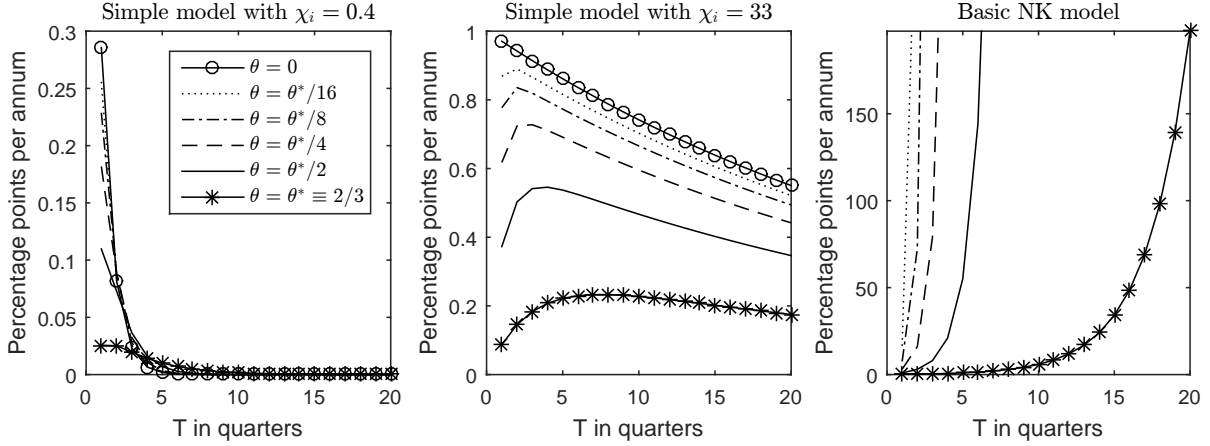 Simple model with χ_i = 0.4
Percentage points per annum
0.3
0.25
0.2
0.15
0.1
0.05
0
0 5 10 15 20
T in quarters
θ = 0
θ = θ*/16
θ = θ*/8
θ = θ*/4
θ = θ*/2
θ = θ* ≡ 2/3
Simple model with χ_i = 33
Percentage points per annum
1
0.8
0.6
0.4
0.2
0
0 5 10 15 20
T in quarters
Basic NK model
Percentage points per annum
150
100
50
0
0 5 10 15 20
T in quarters